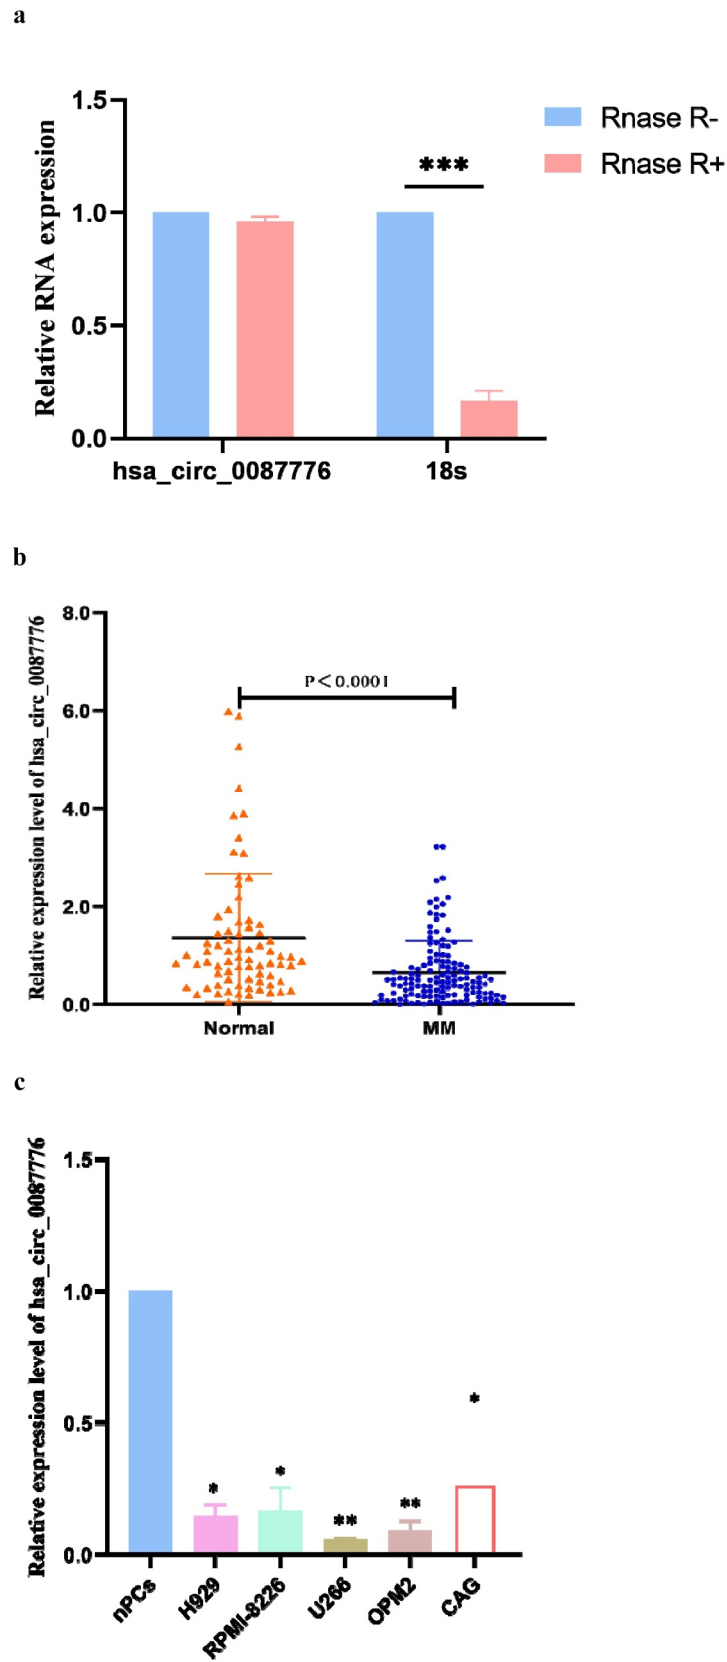 a
Relative RNA expression
1.5
1.0
0.5
0.0
Rnase R-
Rnase R+
***
hsa_circ_0087776
18s
b
Relative expression level of hsa_circ_0087776
8.0
6.0
4.0
2.0
0.0
P<0.0001
Normal
MM
c
Relative expression level of hsa_circ_0087776
1.5
1.0
0.5
0.0
*
*
**
**
*
nPCs
H929
RPMI-8226
U266
OPM2
CAG